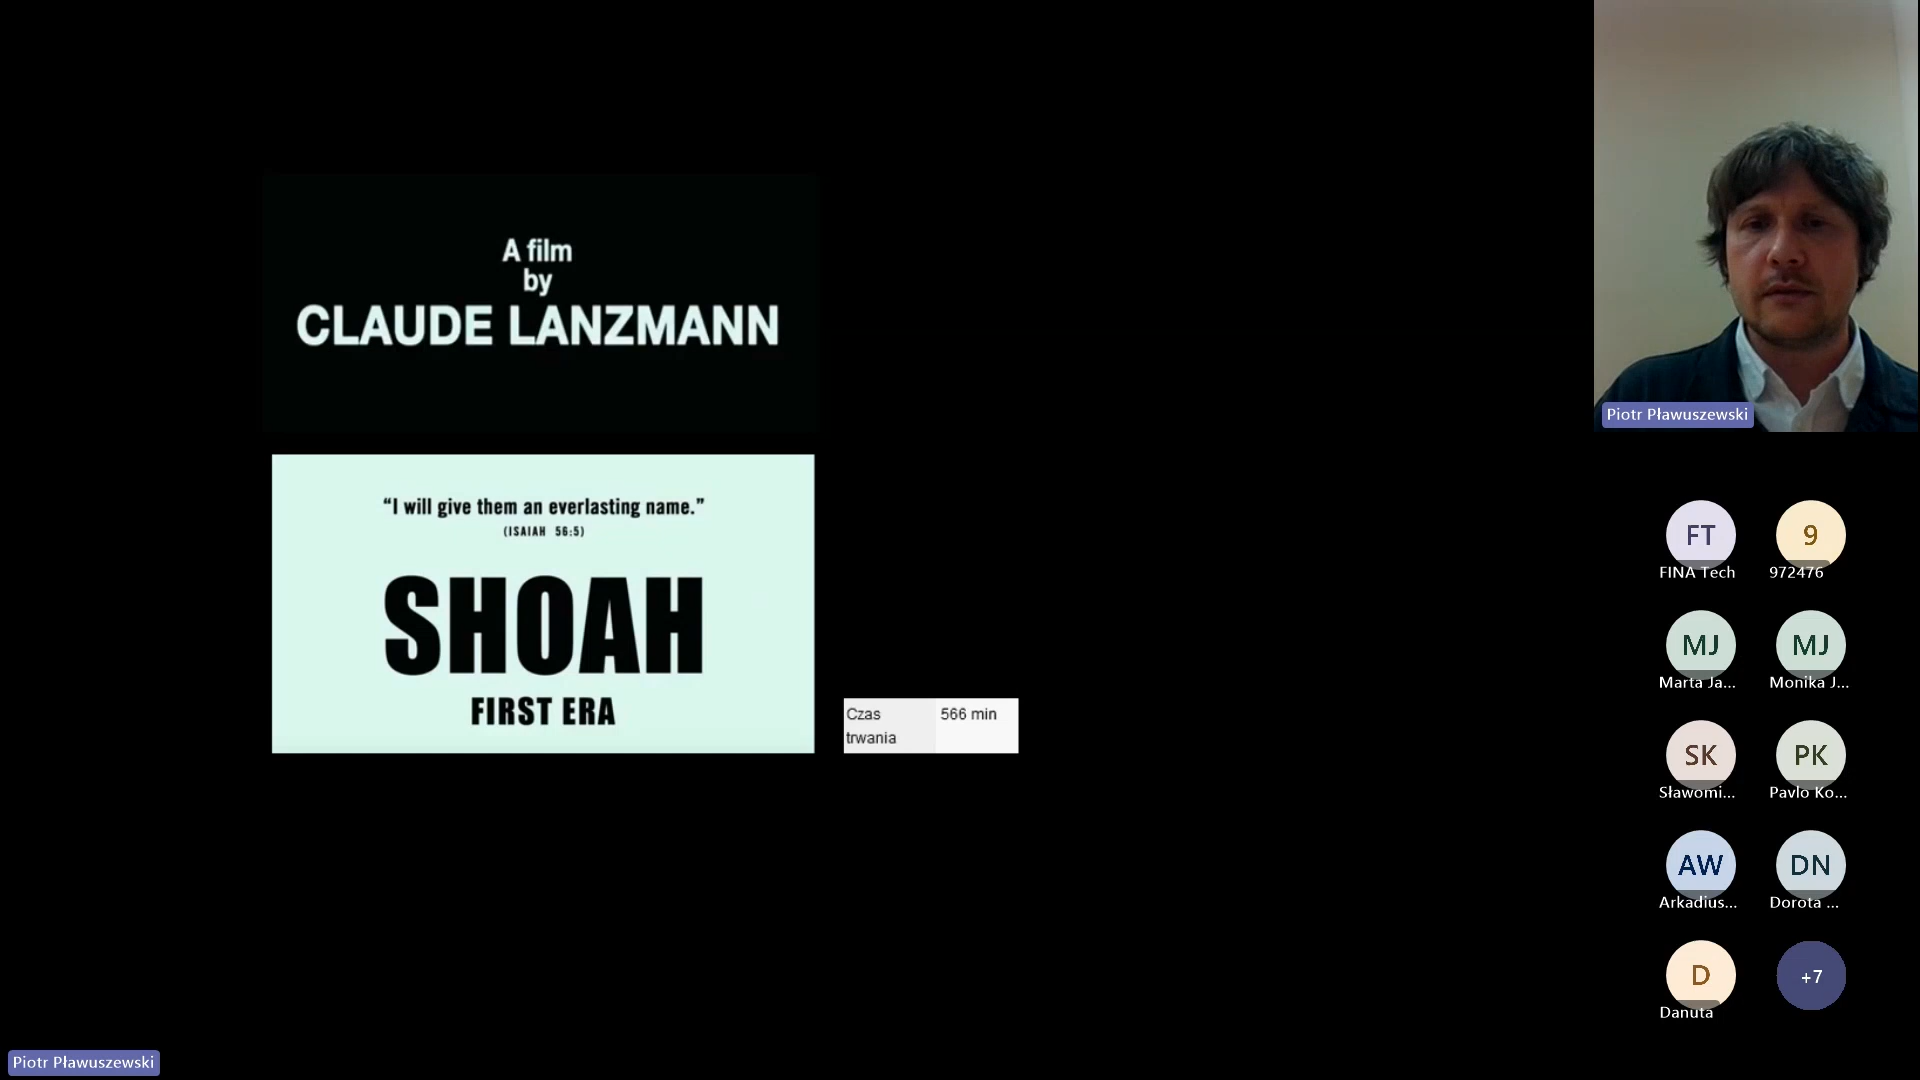 A film
by
CLAUDE LANZMANN
“I will give them an everlasting name.”
(ISAIAH 56:5)
SHOAH
FIRST ERA
Czas trwania
566 min
Piotr Pławuszewski
FT
FINA Tech
9
972476
MJ
Marta Ja...
MJ
Monika J...
SK
Sławomi...
PK
Pavlo Ko...
AW
Arkadius...
DN
Dorota ...
D
Danuta
+7
Piotr Pławuszewski